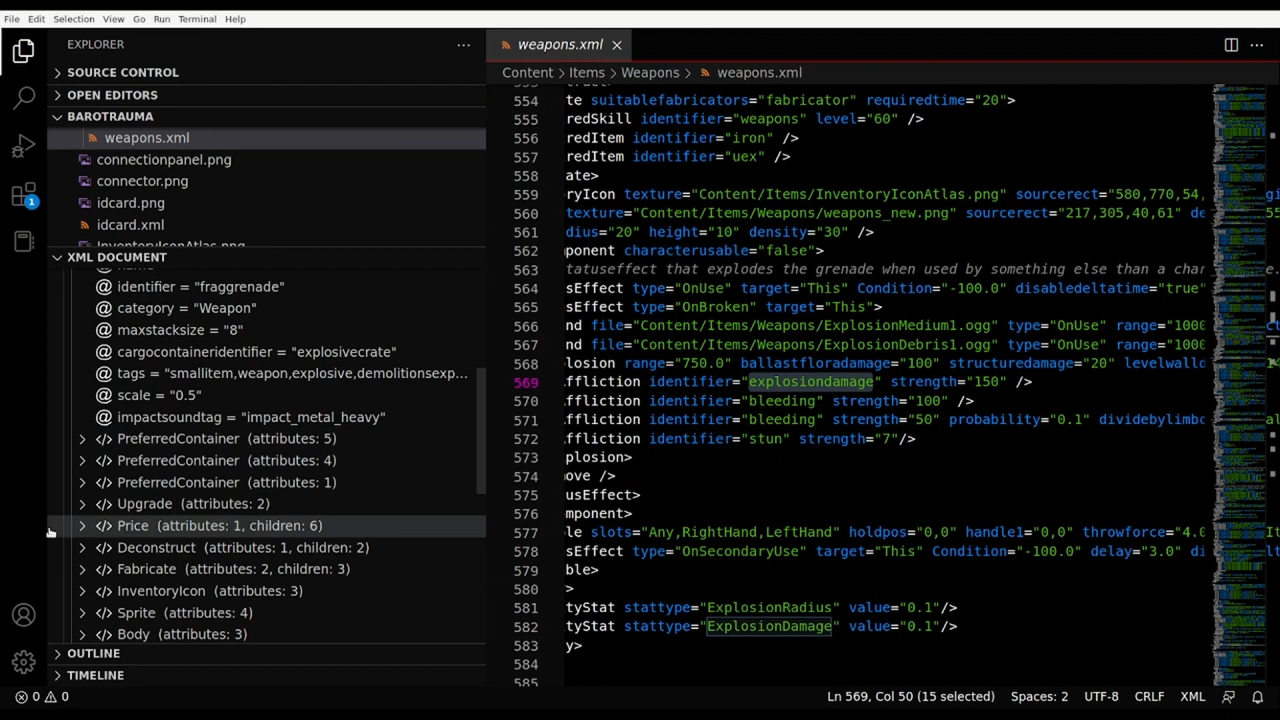 File Edit Selection View Go Run Terminal Help
EXPLORER
SOURCE CONTROL
OPEN EDITORS
BAROTRAUMA
weapons.xml
connectionpanel.png
connector.png
idcard.png
idcard.xml
InventoryIconAtlas.png
XML DOCUMENT
identifier = "fraggrenade"
category = "Weapon"
maxstacksize = "8"
cargocontaineridentifier = "explosivecrate"
tags = "smallitem,weapon,explosive,demolitionsexp...
scale = "0.5"
impactsoundtag = "impact_metal_heavy"
PreferredContainer (attributes: 5)
PreferredContainer (attributes: 4)
PreferredContainer (attributes: 1)
Upgrade (attributes: 2)
Price (attributes: 1, children: 6)
Deconstruct (attributes: 1, children: 2)
Fabricate (attributes: 2, children: 3)
InventoryIcon (attributes: 3)
Sprite (attributes: 4)
Body (attributes: 3)
OUTLINE
TIMELINE
1
weapons.xml
Content > Items > Weapons > weapons.xml
554 te suitablefabricators="fabricator" requiredtime="20">
555 redSkill identifier="weapons" level="60" />
556 redItem identifier="iron" />
557 redItem identifier="uex" />
558 ate>
559 ryIcon texture="Content/Items/InventoryIconAtlas.png" sourcerect="580,770,54,
560 texture="Content/Items/Weapons/weapons_new.png" sourcerect="217,305,40,61" de
561 dius="20" height="10" density="30" />
562 ponent characterusable="false">
563 tatuseffect that explodes the grenade when used by something else than a char
564 sEffect type="OnUse" target="This" Condition="-100.0" disabledeltatime="true"
565 sEffect type="OnBroken" target="This">
566 nd file="Content/Items/Weapons/ExplosionMedium1.ogg" type="OnUse" range="1000
567 nd file="Content/Items/Weapons/ExplosionDebris1.ogg" type="OnUse" range="1000
568 losion range="750.0" ballastfloradamage="100" structuredamage="20" levelwallc
569 ffliction identifier="explosiondamage" strength="150" />
570 ffliction identifier="bleeding" strength="100" />
571 ffliction identifier="bleeding" strength="50" probability="0.1" dividebylimbc
572 ffliction identifier="stun" strength="7"/>
573 plosion>
574 ove />
575 usEffect>
576 mponent>
577 le slots="Any,RightHand,LeftHand" holdpos="0,0" handle1="0,0" throwforce="4.0
578 sEffect type="OnSecondaryUse" target="This" Condition="-100.0" delay="3.0" di
579 ble>
580 >
581 tyStat stattype="ExplosionRadius" value="0.1"/>
582 tyStat stattype="ExplosionDamage" value="0.1"/>
583 y>
584
585
0 0 Ln 569, Col 50 (15 selected) Spaces: 2 UTF-8 CRLF XML